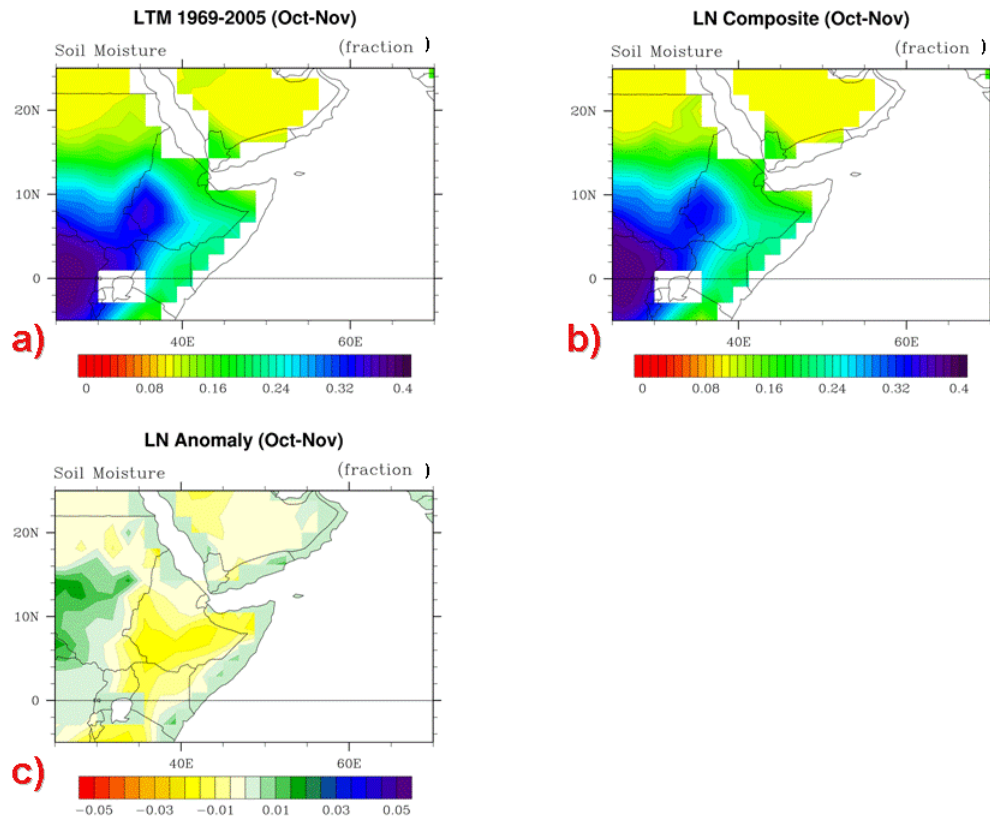 LTM 1969-2005 (Oct-Nov)
Soil Moisture (fraction )
20N
10N
0
40E 60E
a)
0 0.08 0.16 0.24 0.32 0.4
LN Composite (Oct-Nov)
Soil Moisture (fraction )
20N
10N
0
40E 60E
b)
0 0.08 0.16 0.24 0.32 0.4
LN Anomaly (Oct-Nov)
Soil Moisture (fraction )
20N
10N
0
40E 60E
c)
−0.05 −0.03 −0.01 0.01 0.03 0.05